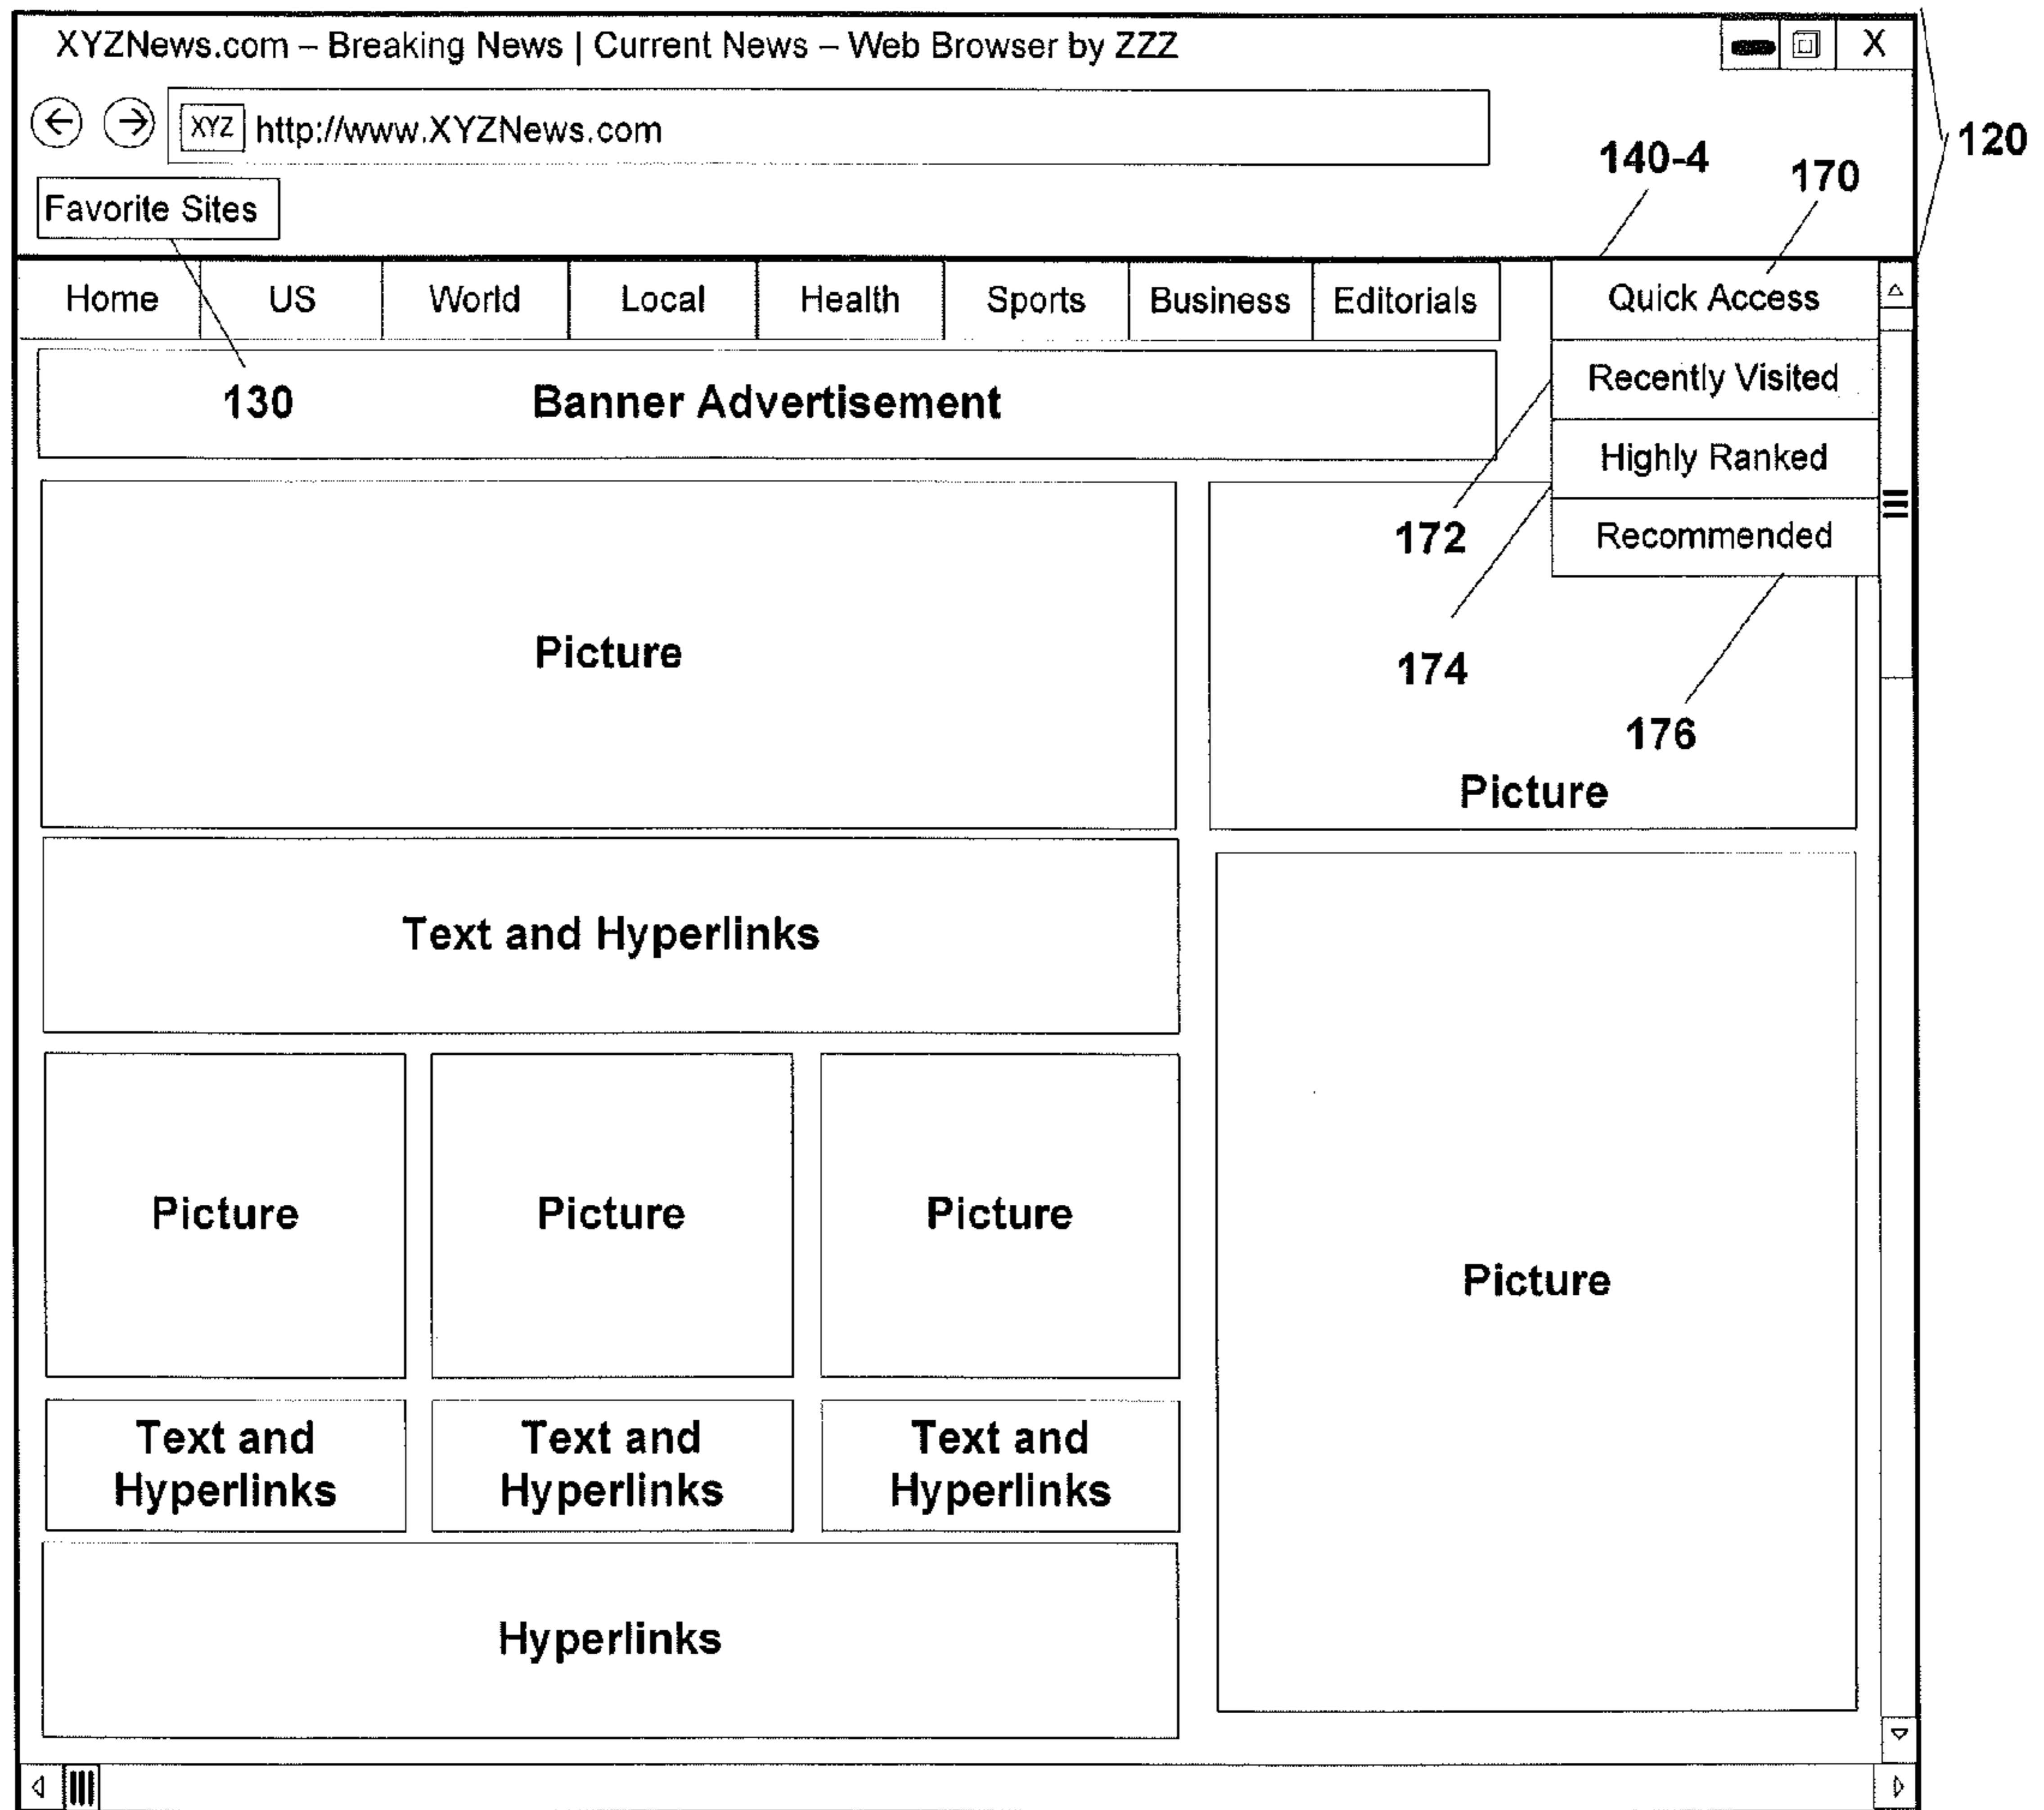 XYZNews.com – Breaking News | Current News – Web Browser by ZZZ
X
XYZ http://www.XYZNews.com
120
140-4
170
Favorite Sites
Home US World Local Health Sports Business Editorials
Quick Access
Recently Visited
Highly Ranked
Recommended
130
Banner Advertisement
172
174
176
Picture
Picture
Text and Hyperlinks
Picture
Picture
Picture
Picture
Text and
Hyperlinks
Text and
Hyperlinks
Text and
Hyperlinks
Hyperlinks